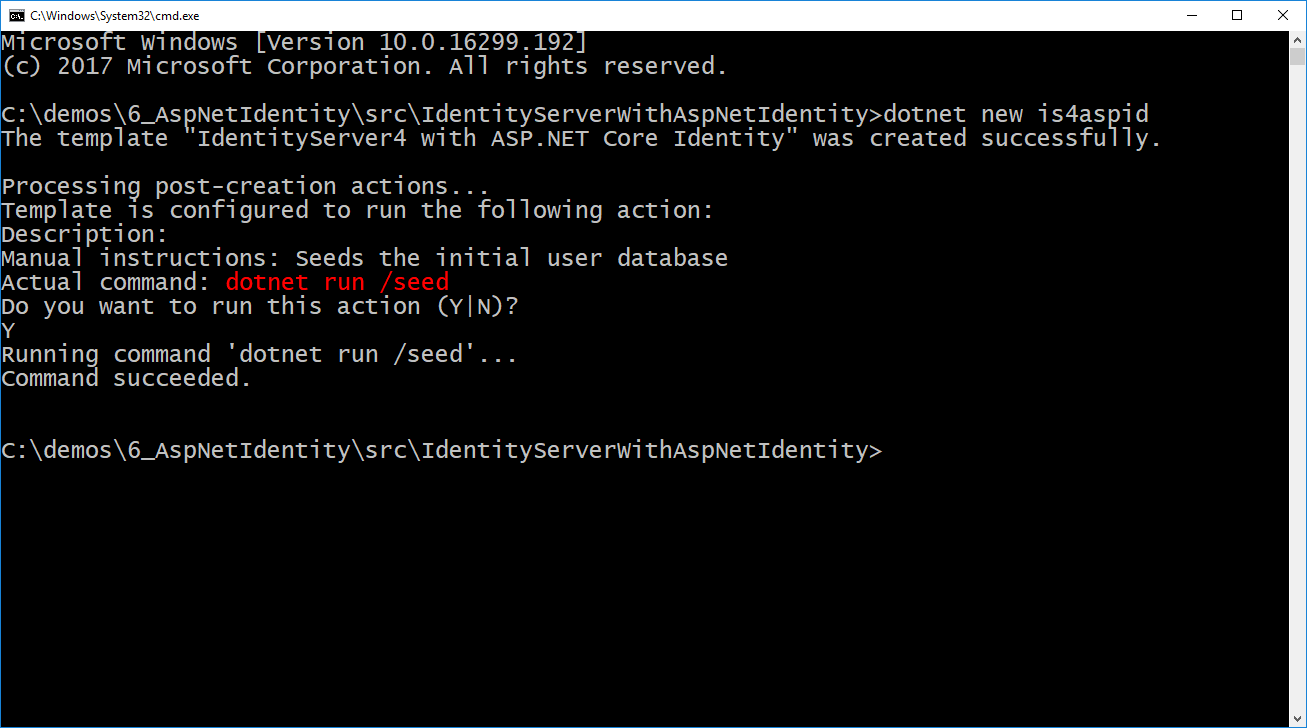 C:\Windows\System32\cmd.exe
Microsoft Windows [Version 10.0.16299.192]
(c) 2017 Microsoft Corporation. All rights reserved.
C:\demos\6_AspNetIdentity\src\IdentityServerWithAspNetIdentity>dotnet new is4aspid
The template "IdentityServer4 with ASP.NET Core Identity" was created successfully.
Processing post-creation actions...
Template is configured to run the following action:
Description:
Manual instructions: Seeds the initial user database
Actual command: dotnet run /seed
Do you want to run this action (Y|N)?
Y
Running command 'dotnet run /seed'...
Command succeeded.
C:\demos\6_AspNetIdentity\src\IdentityServerWithAspNetIdentity>